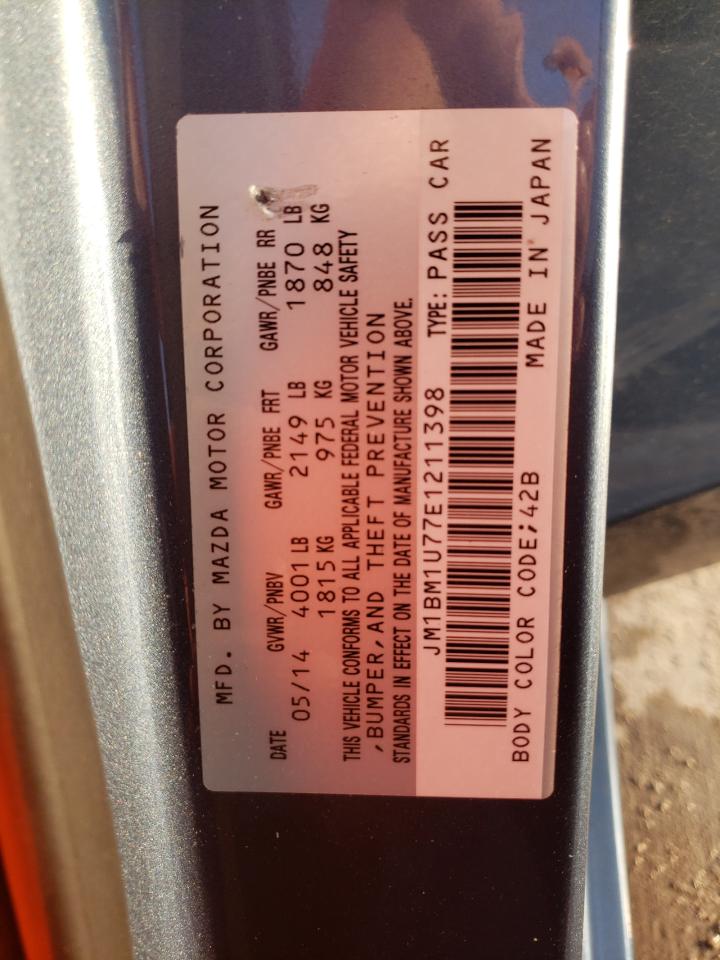 MFD. BY MAZDA MOTOR CORPORATION
DATE GVWR/PNBV GAWR/PNBE FRT GAWR/PNBE RR
05/14 4001 LB 2149 LB 1870 LB
1815 KG 975 KG 848 KG
THIS VEHICLE CONFORMS TO ALL APPLICABLE FEDERAL MOTOR VEHICLE SAFETY
,BUMPER,AND THEFT PREVENTION
STANDARDS IN EFFECT ON THE DATE OF MANUFACTURE SHOWN ABOVE.
JM1BM1U77E1211398 TYPE: PASS CAR
BODY COLOR CODE;42B MADE IN JAPAN